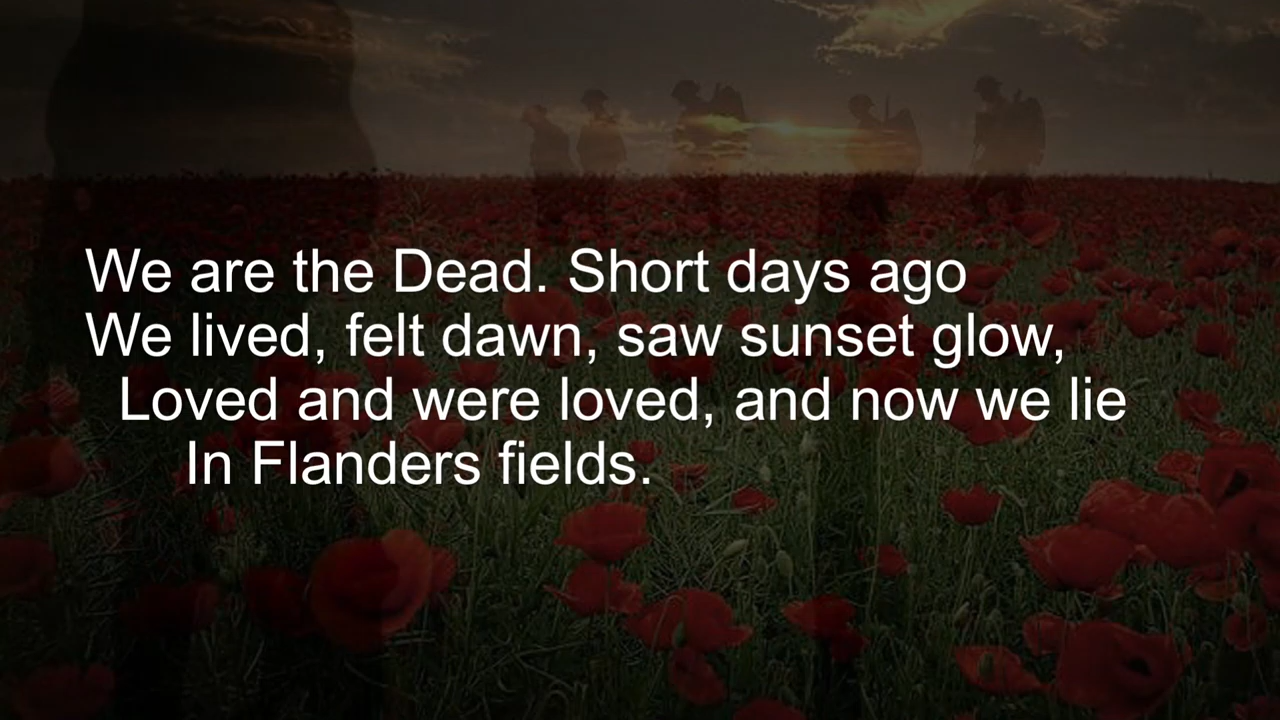 We are the Dead. Short days ago
We lived, felt dawn, saw sunset glow,
Loved and were loved, and now we lie
In Flanders fields.